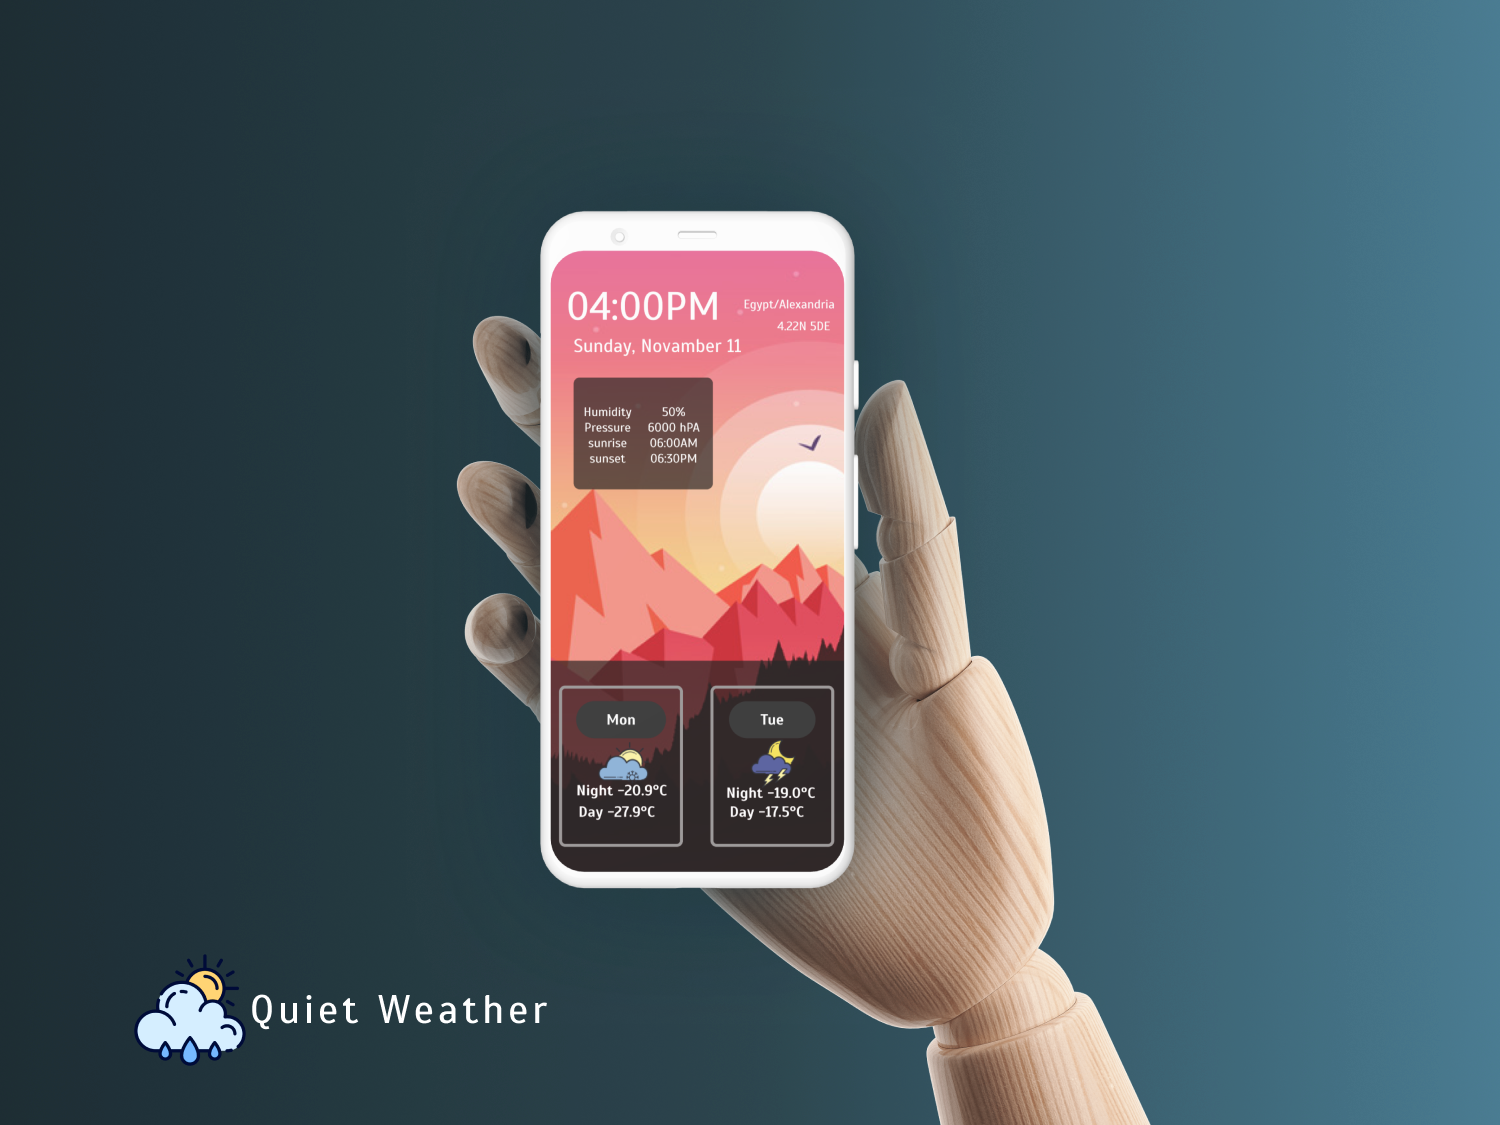 04:00PM
Egypt/Alexandria
4.22N 5DE
Sunday, Novamber 11
Humidity 50%
Pressure 6000 hPA
sunrise 06:00AM
sunset 06:30PM
Mon
Night -20.9°C
Day -27.9°C
Tue
Night -19.0°C
Day -17.5°C
Quiet Weather